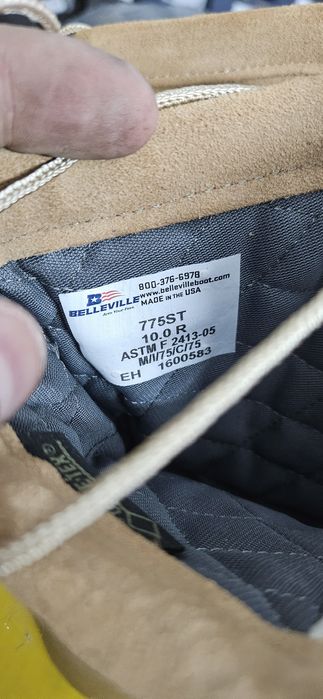 800-376-6978
www.bellevilleboot.com
BELLEVILLE MADE IN THE USA
775ST
10.0 R
ASTM F 2413-05
M/I/75/C/75
EH 1600583